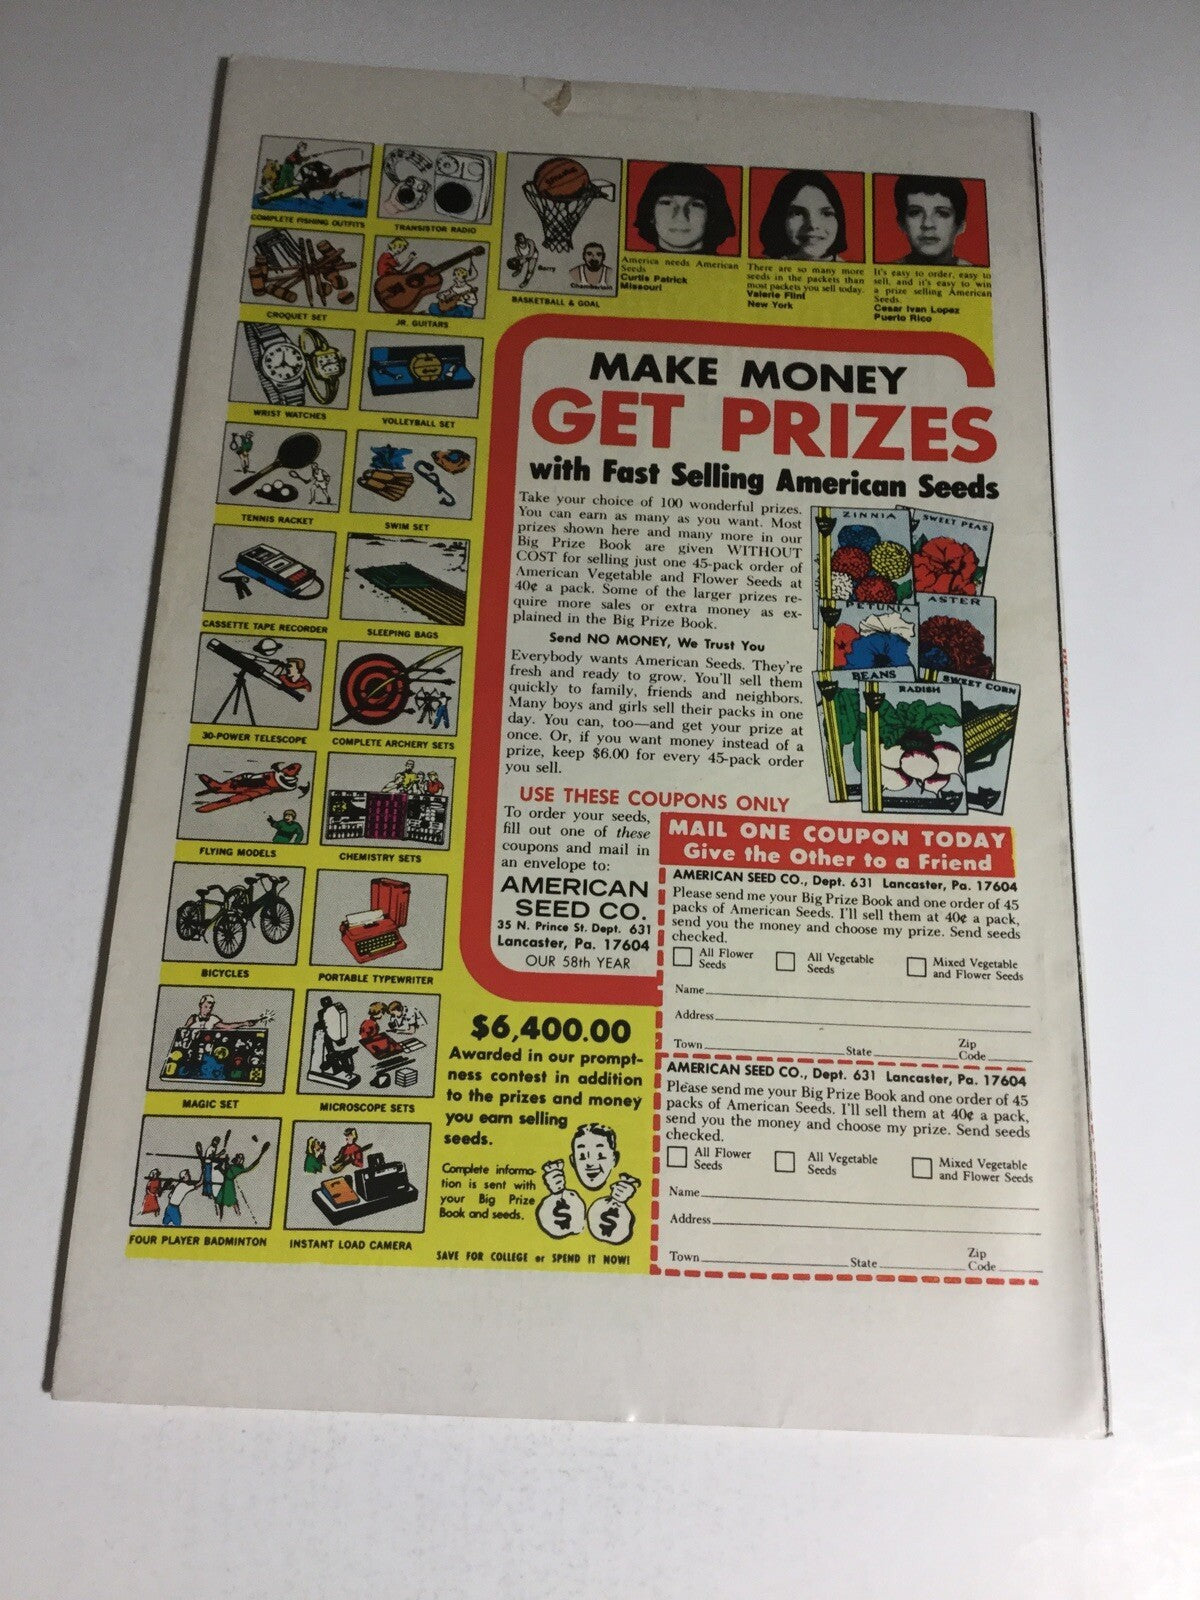 COMPLETE FISHING OUTFITS
TRANSISTOR RADIO
Barry
Chamberlain
BASKETBALL & GOAL
America needs American
Seeds
Curtis Patrick
Missouri
There are so many more
seeds in the packets than
most packets you sell today.
Valerie Flint
New York
It's easy to order, easy to
sell, and it's easy to win
a prize selling American
Seeds.
Cesar Ivan Lopez
Puerto Rico
CROQUET SET
JR. GUITARS
WRIST WATCHES
VOLLEYBALL SET
TENNIS RACKET
SWIM SET
CASSETTE TAPE RECORDER
SLEEPING BAGS
30-POWER TELESCOPE
COMPLETE ARCHERY SETS
FLYING MODELS
CHEMISTRY SETS
BICYCLES
PORTABLE TYPEWRITER
MAGIC SET
MICROSCOPE SETS
FOUR PLAYER BADMINTON
INSTANT LOAD CAMERA
MAKE MONEY
GET PRIZES
with Fast Selling American Seeds
Take your choice of 100 wonderful prizes.
You can earn as many as you want. Most
prizes shown here and many more in our
Big Prize Book are given WITHOUT
COST for selling just one 45-pack order of
American Vegetable and Flower Seeds at
40¢ a pack. Some of the larger prizes re-
quire more sales or extra money as ex-
plained in the Big Prize Book.
Send NO MONEY, We Trust You
Everybody wants American Seeds. They're
fresh and ready to grow. You'll sell them
quickly to family, friends and neighbors.
Many boys and girls sell their packs in one
day. You can, too—and get your prize at
once. Or, if you want money instead of a
prize, keep $6.00 for every 45-pack order
you sell.
ZINNIA
SWEET PEAS
PETUNIA
ASTER
BEANS
RADISH
SWEET CORN
USE THESE COUPONS ONLY
To order your seeds,
fill out one of these
coupons and mail in
an envelope to:
AMERICAN
SEED CO.
35 N. Prince St. Dept. 631
Lancaster, Pa. 17604
OUR 58th YEAR
MAIL ONE COUPON TODAY
Give the Other to a Friend
AMERICAN SEED CO., Dept. 631 Lancaster, Pa. 17604
Please send me your Big Prize Book and one order of 45
packs of American Seeds. I'll sell them at 40¢ a pack,
send you the money and choose my prize. Send seeds
checked.
All Flower
Seeds
All Vegetable
Seeds
Mixed Vegetable
and Flower Seeds
Name
Address
Town State Zip
Code
AMERICAN SEED CO., Dept. 631 Lancaster, Pa. 17604
Please send me your Big Prize Book and one order of 45
packs of American Seeds. I'll sell them at 40¢ a pack,
send you the money and choose my prize. Send seeds
checked.
All Flower
Seeds
All Vegetable
Seeds
Mixed Vegetable
and Flower Seeds
Name
Address
Town State Zip
Code
$6,400.00
Awarded in our prompt-
ness contest in addition
to the prizes and money
you earn selling
seeds.
Complete informa-
tion is sent with
your Big Prize
Book and seeds.
$ $
SAVE FOR COLLEGE or SPEND IT NOW!